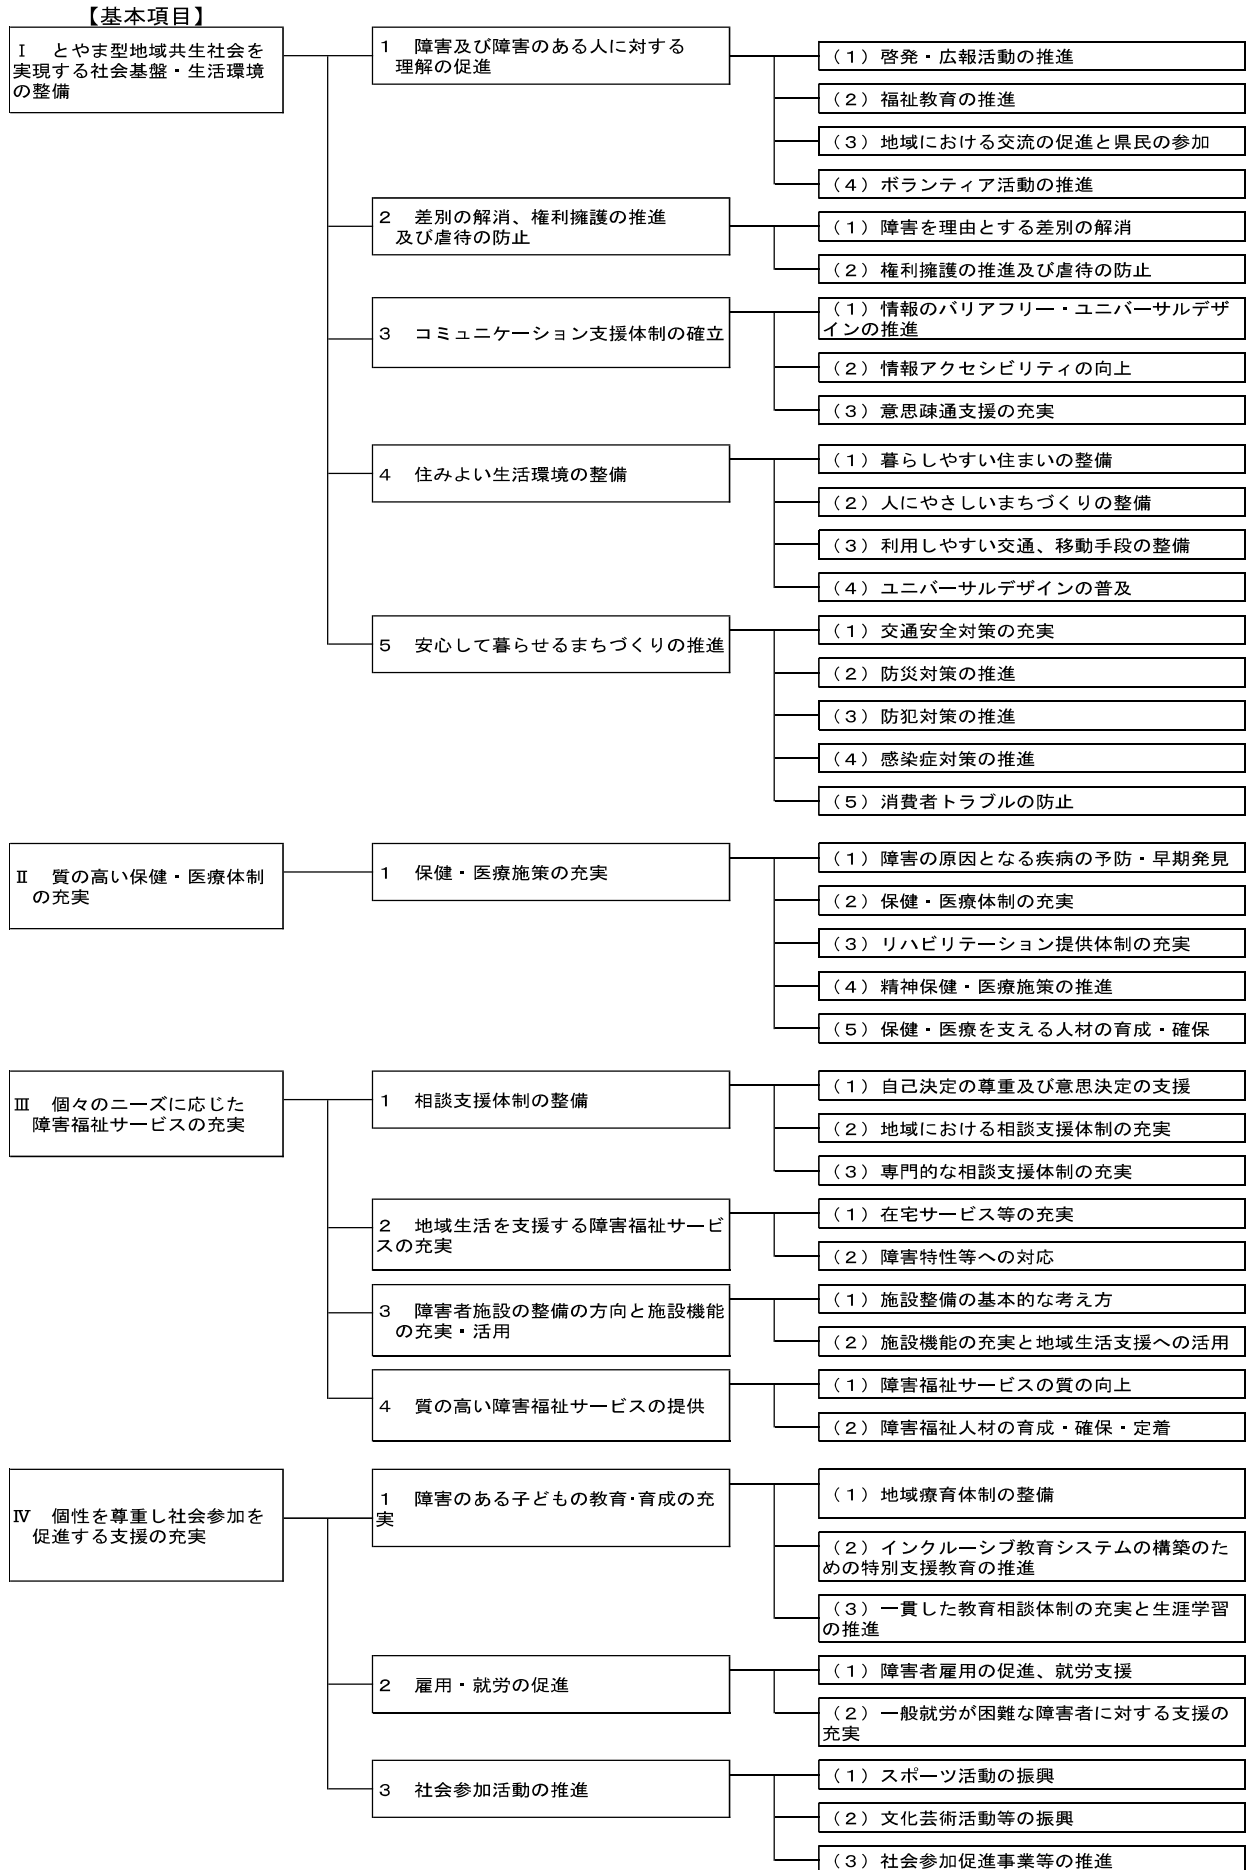 【基本項目】
Ⅰ　とやま型地域共生社会を
実現する社会基盤・生活環境
の整備
1　障害及び障害のある人に対する
理解の促進
（1）啓発・広報活動の推進
（2）福祉教育の推進
（3）地域における交流の促進と県民の参加
（4）ボランティア活動の推進
2　差別の解消、権利擁護の推進
及び虐待の防止
（1）障害を理由とする差別の解消
（2）権利擁護の推進及び虐待の防止
3　コミュニケーション支援体制の確立
（1）情報のバリアフリー・ユニバーサルデザ
インの推進
（2）情報アクセシビリティの向上
（3）意思疎通支援の充実
4　住みよい生活環境の整備
（1）暮らしやすい住まいの整備
（2）人にやさしいまちづくりの整備
（3）利用しやすい交通、移動手段の整備
（4）ユニバーサルデザインの普及
5　安心して暮らせるまちづくりの推進
（1）交通安全対策の充実
（2）防災対策の推進
（3）防犯対策の推進
（4）感染症対策の推進
（5）消費者トラブルの防止
Ⅱ　質の高い保健・医療体制
の充実
1　保健・医療施策の充実
（1）障害の原因となる疾病の予防・早期発見
（2）保健・医療体制の充実
（3）リハビリテーション提供体制の充実
（4）精神保健・医療施策の推進
（5）保健・医療を支える人材の育成・確保
Ⅲ　個々のニーズに応じた
障害福祉サービスの充実
1　相談支援体制の整備
（1）自己決定の尊重及び意思決定の支援
（2）地域における相談支援体制の充実
（3）専門的な相談支援体制の充実
2　地域生活を支援する障害福祉サービ
スの充実
（1）在宅サービス等の充実
（2）障害特性等への対応
3　障害者施設の整備の方向と施設機能
の充実・活用
（1）施設整備の基本的な考え方
（2）施設機能の充実と地域生活支援への活用
4　質の高い障害福祉サービスの提供
（1）障害福祉サービスの質の向上
（2）障害福祉人材の育成・確保・定着
Ⅳ　個性を尊重し社会参加を
促進する支援の充実
1　障害のある子どもの教育・育成の充
実
（1）地域療育体制の整備
（2）インクルーシブ教育システムの構築のた
めの特別支援教育の推進
（3）一貫した教育相談体制の充実と生涯学習
の推進
2　雇用・就労の促進
（1）障害者雇用の促進、就労支援
（2）一般就労が困難な障害者に対する支援の
充実
3　社会参加活動の推進
（1）スポーツ活動の振興
（2）文化芸術活動等の振興
（3）社会参加促進事業等の推進